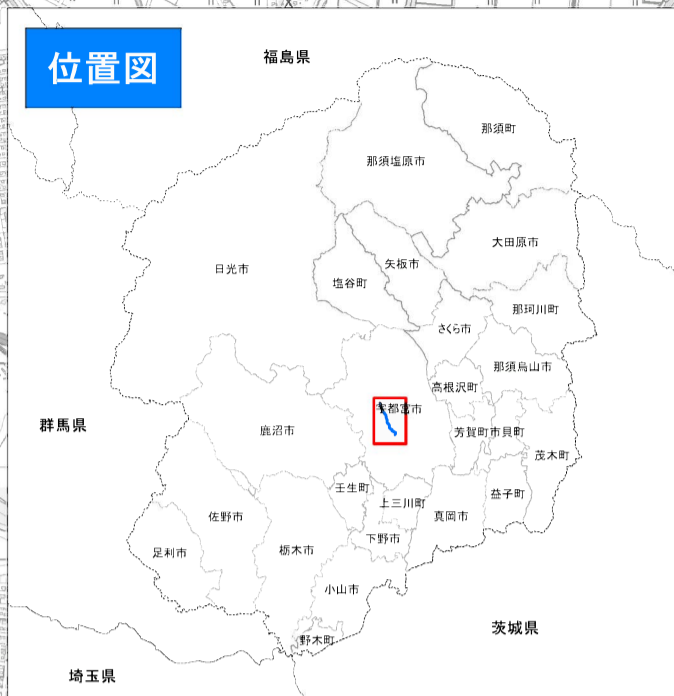 位置図
福島県
那須町
那須塩原市
大田原市
矢板市
日光市
塩谷町
那珂川町
さくら市
那須烏山市
高根沢町
宇都宮市
群馬県
鹿沼市
芳賀町
市貝町
茂木町
壬生町
上三川町
益子町
佐野市
真岡市
下野市
足利市
栃木市
小山市
茨城県
野木町
埼玉県